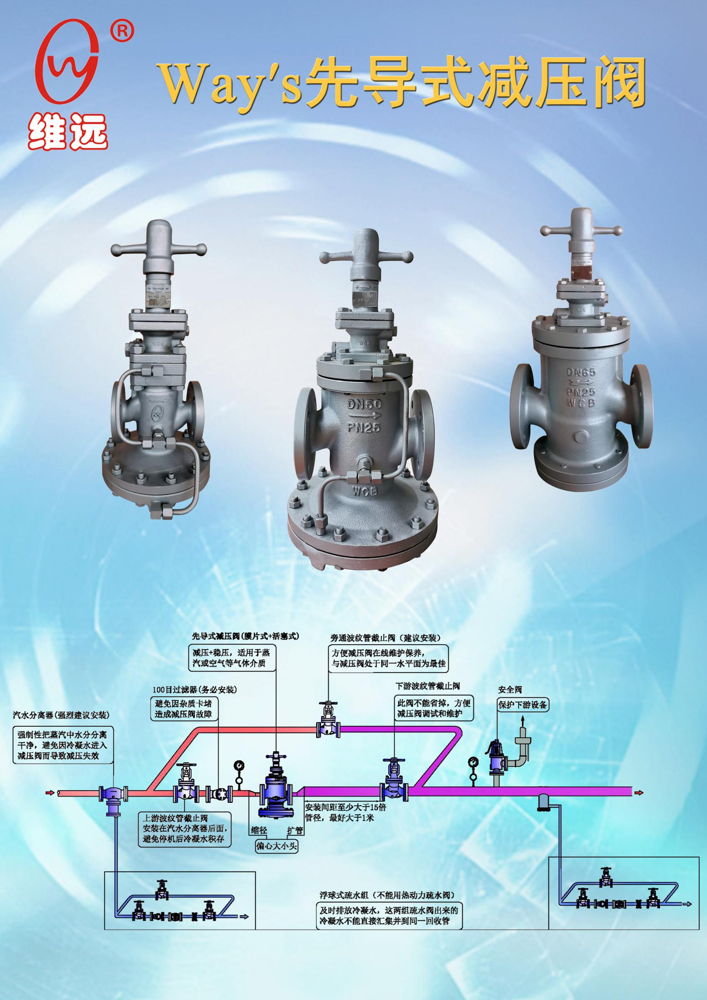 ®
W
维远
Way's先导式减压阀
WCB
WCB
DN50
PN25
WCB
WCB
DN65
PN25
WCB
先导式减压阀(膜片式+活塞式)
减压+稳压，适用于蒸
汽或空气等气体介质
旁通波纹管截止阀（建议安装）
方便减压阀在线维护保养，
与减压阀处于同一水平面为最佳
100目过滤器(务必安装)
避免因杂质卡堵
造成减压阀故障
下游波纹管截止阀
此阀不能省掉，方便
减压阀调试和维护
安全阀
保护下游设备
汽水分离器(强烈建议安装)
强制性把蒸汽中水分分离
干净，避免因冷凝水进入
减压阀而导致减压失效
上游波纹管截止阀
安装在汽水分离器后面，
避免停机后冷凝水积存
缩径
扩管
偏心大小头
安装间距至少大于15倍
管径，最好大于1米
浮球式疏水组（不能用热动力疏水阀）
及时排放冷凝水，这两组疏水阀出来的
冷凝水不能直接汇集并到同一回收管